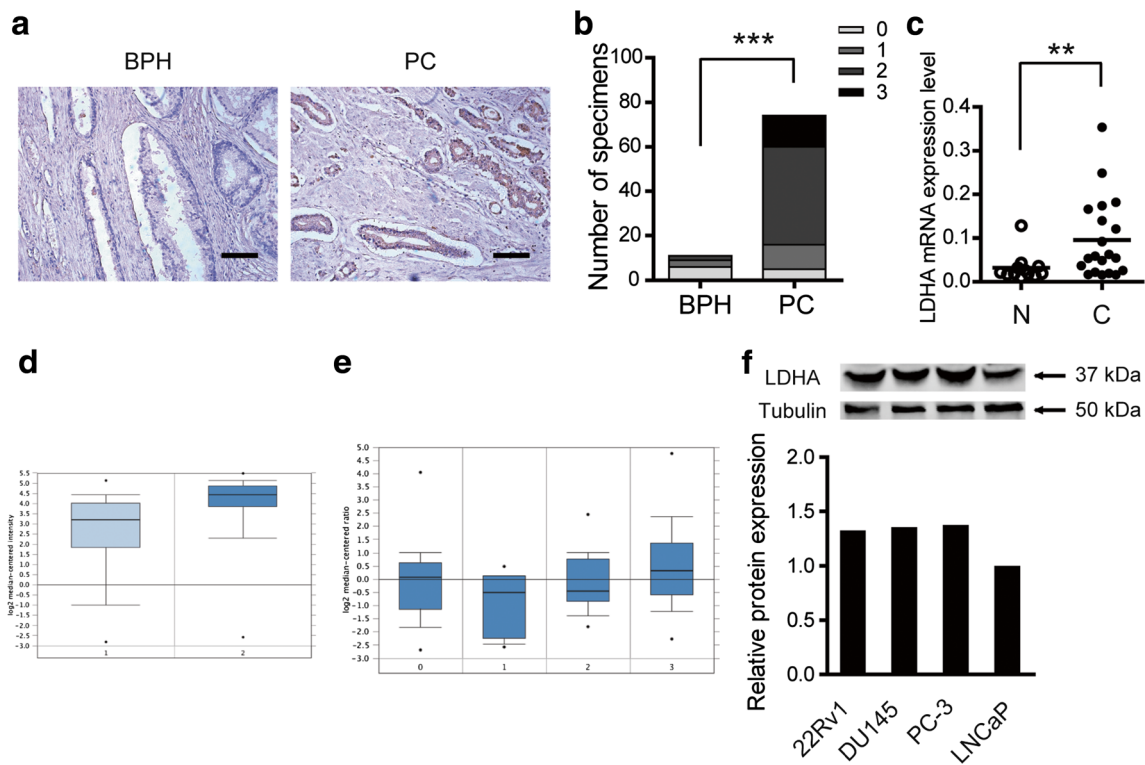 a
BPH
PC
b
***
0
1
2
3
Number of specimens
100
80
60
40
20
0
BPH
PC
c
**
LDHA mRNA expression level
0.4
0.3
0.2
0.1
0.0
N
C
d
log2 median-centered intensity
5.5
5.0
4.5
4.0
3.5
3.0
2.5
2.0
1.5
1.0
0.5
0.0
-0.5
-1.0
-1.5
-2.0
-2.5
-3.0
1
2
e
log2 median-centered ratio
5.0
4.5
4.0
3.5
3.0
2.5
2.0
1.5
1.0
0.5
0.0
-0.5
-1.0
-1.5
-2.0
-2.5
-3.0
0
1
2
3
f
LDHA
37 kDa
Tubulin
50 kDa
Relative protein expression
2.0
1.5
1.0
0.5
0.0
22Rv1
DU145
PC-3
LNCaP